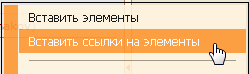 Вставить элементы
Вставить ссылки на элементы